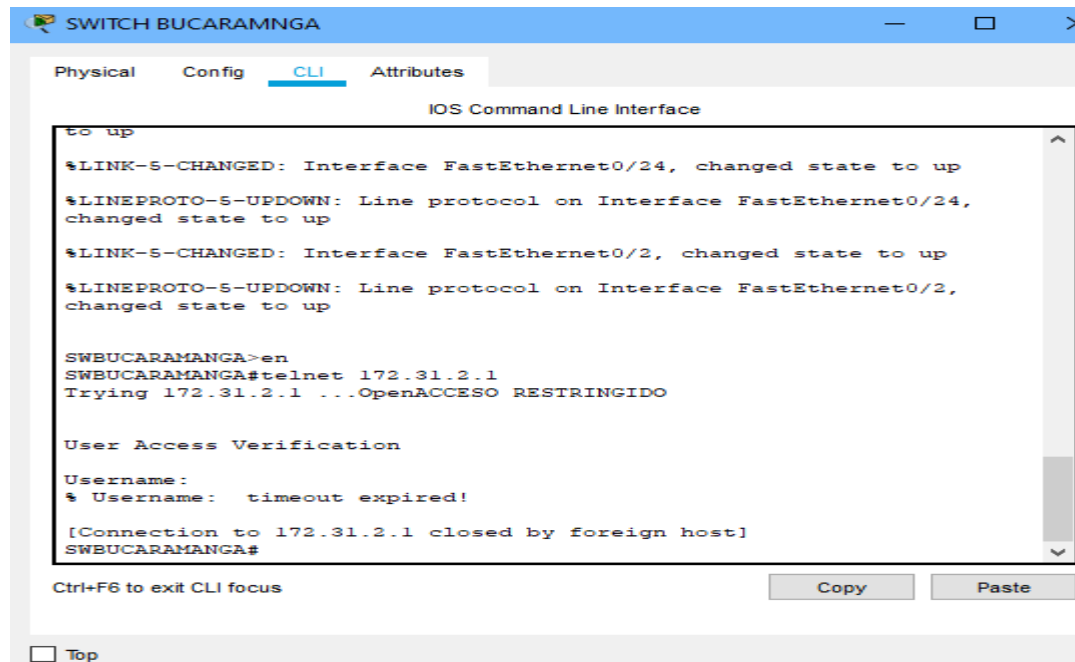 SWITCH BUCARAMNGA
Physical Config CLI Attributes
IOS Command Line Interface
to up
%LINK-5-CHANGED: Interface FastEthernet0/24, changed state to up
%LINEPROTO-5-UPDOWN: Line protocol on Interface FastEthernet0/24,
changed state to up
%LINK-5-CHANGED: Interface FastEthernet0/2, changed state to up
%LINEPROTO-5-UPDOWN: Line protocol on Interface FastEthernet0/2,
changed state to up
SWBUCARAMANGA>en
SWBUCARAMANGA#telnet 172.31.2.1
Trying 172.31.2.1 ...OpenACCESO RESTRINGIDO
User Access Verification
Username:
% Username: timeout expired!
[Connection to 172.31.2.1 closed by foreign host]
SWBUCARAMANGA#
Ctrl+F6 to exit CLI focus
Copy Paste
Top